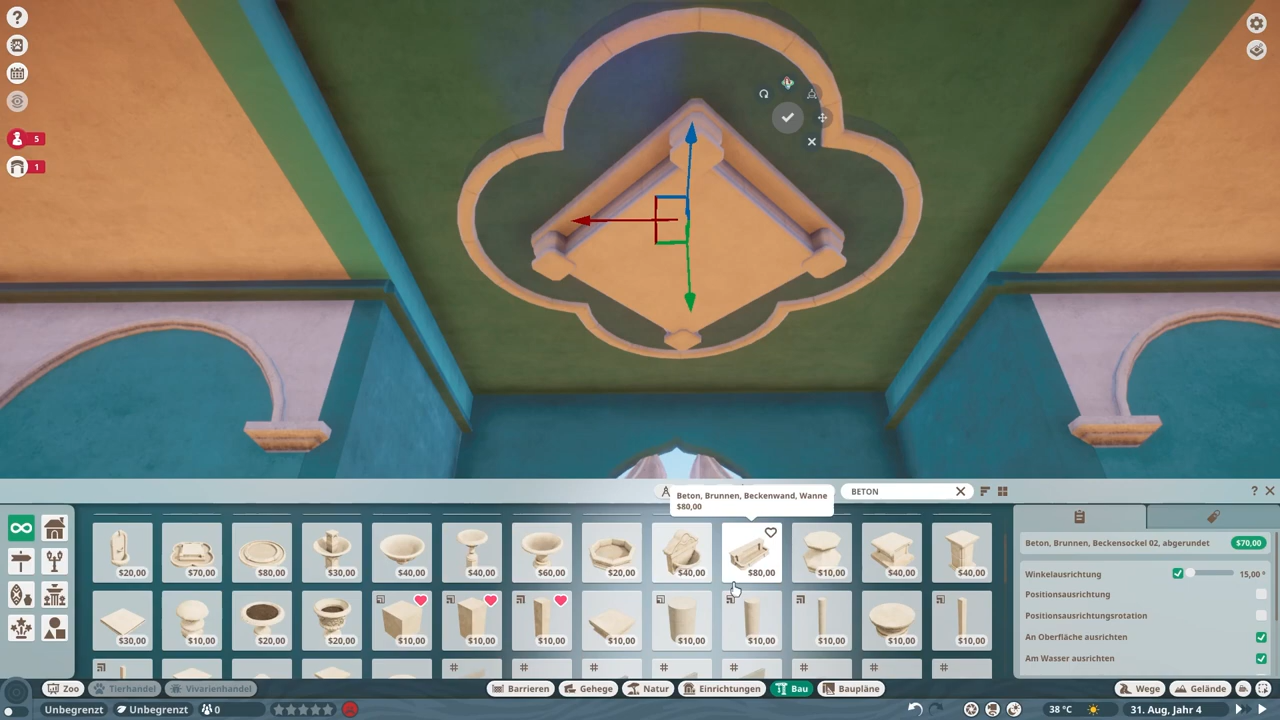 ?
5
1
Beton, Brunnen, Beckenwand, Wanne
$80,00
BETON
?
$20,00
$70,00
$80,00
$30,00
$40,00
$40,00
$60,00
$20,00
$40,00
$80,00
$10,00
$40,00
$40,00
$30,00
$10,00
$20,00
$20,00
$10,00
$10,00
$10,00
$10,00
$10,00
$10,00
$10,00
$10,00
$10,00
Beton, Brunnen, Beckensockel 02, abgerundet
$70,00
Winkelausrichtung
15,00 °
Positionsausrichtung
Positionsausrichtungsrotation
An Oberfläche ausrichten
Am Wasser ausrichten
Zoo
Tierhandel
Vivarienhandel
Barrieren
Gehege
Natur
Einrichtungen
Bau
Baupläne
Wege
Gelände
Unbegrenzt
Unbegrenzt
0
38 °C
31. Aug, Jahr 4